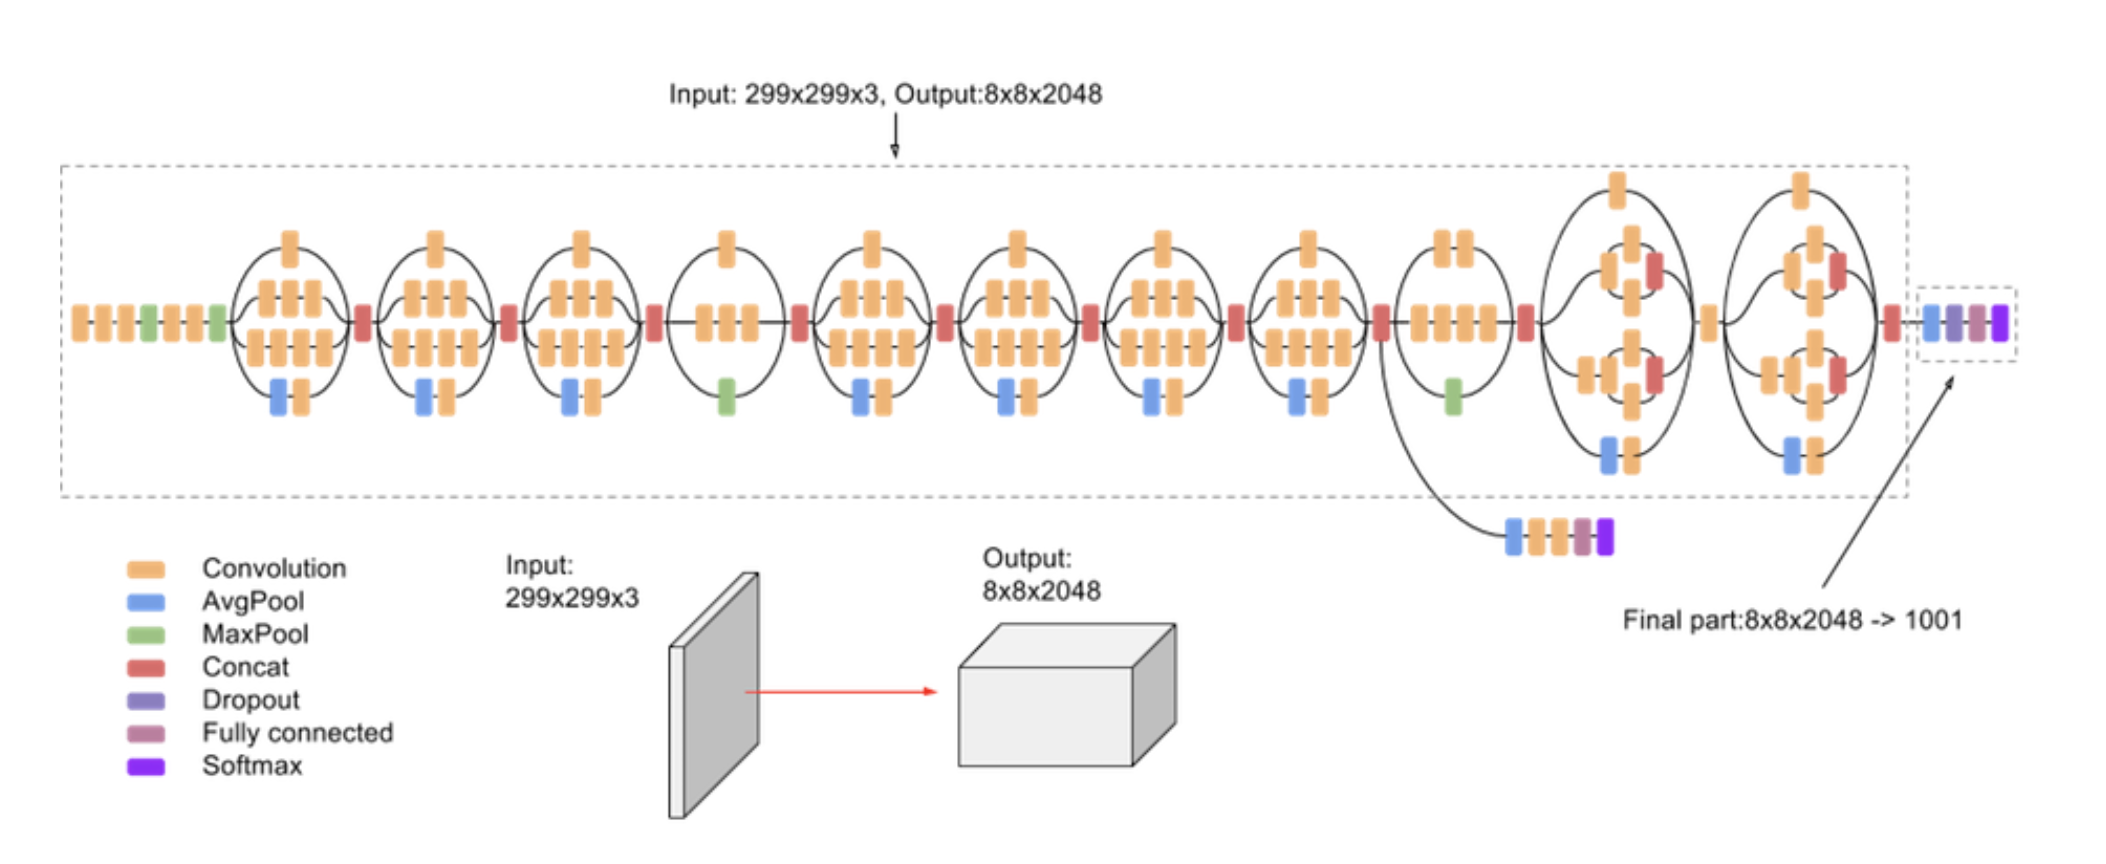 Input: 299x299x3, Output:8x8x2048
Input:
299x299x3
Output:
8x8x2048
Convolution
AvgPool
MaxPool
Concat
Dropout
Fully connected
Softmax
Final part:8x8x2048 -> 1001